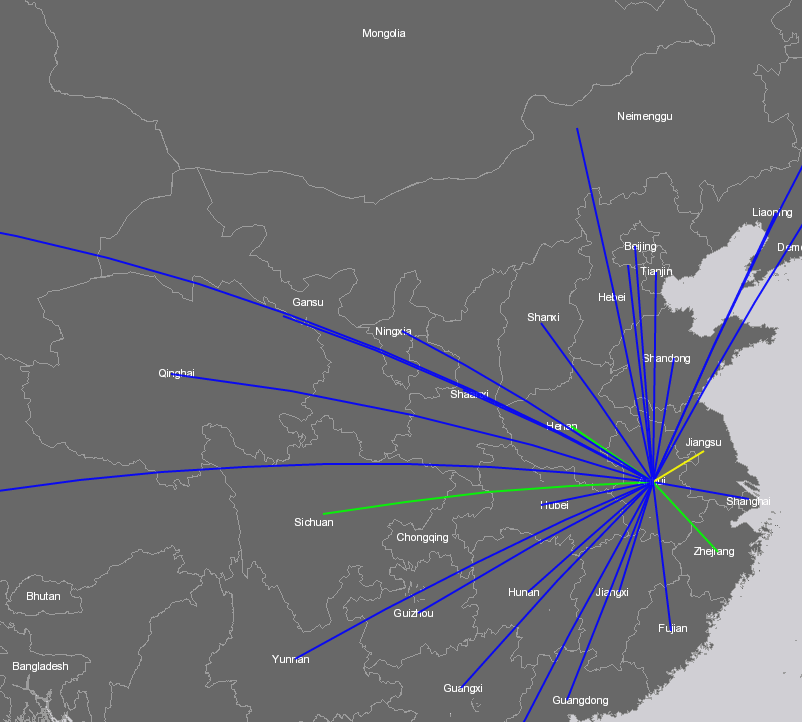 Mongolia
Neimenggu
Liaoning
Beijing
Tianjin
Hebei
Gansu
Shanxi
Ningxia
Shandong
Qinghai
Shaanxi
Henan
Jiangsu
Shanghai
Hubei
Sichuan
Chongqing
Zhejiang
Bhutan
Hunan
Jiangxi
Guizhou
Fujian
Yunnan
Bangladesh
Guangxi
Guangdong